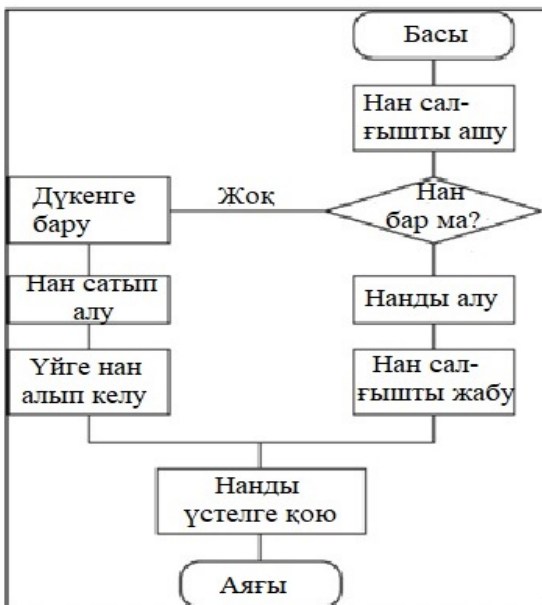 Басы
Нан сал-
ғышты ашу
Нан
бар ма?
Жоқ
Дүкенге
бару
Нан сатып
алу
Үйге нан
алып келу
Нанды алу
Нан сал-
ғышты жабу
Нанды
үстелге қою
Аяғы